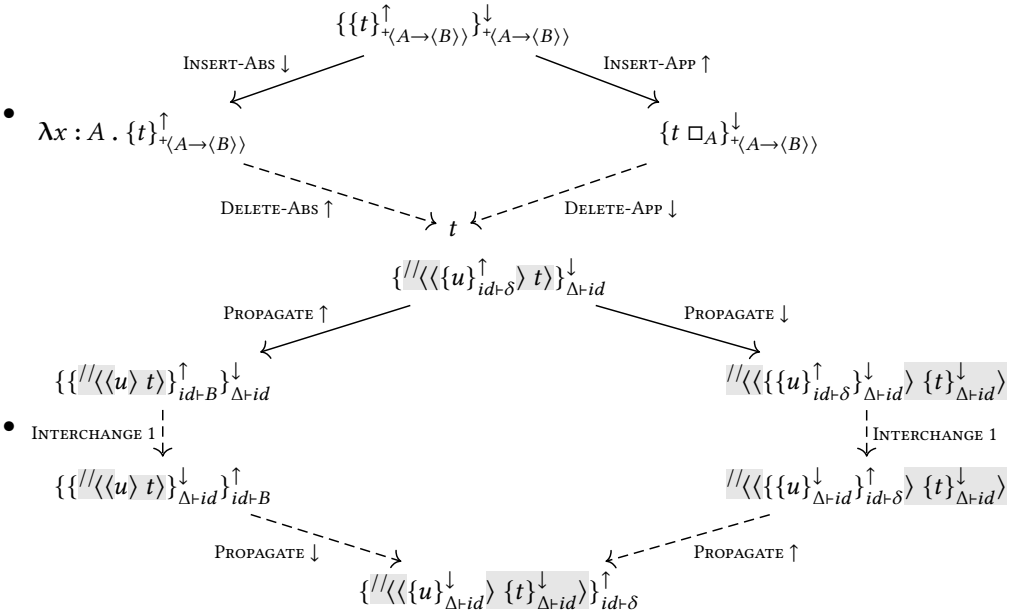 {{t}↑+⟨A→⟨B⟩⟩}↓+⟨A→⟨B⟩⟩
INSERT-ABS ↓ INSERT-APP ↑
• λx : A . {t}↑+⟨A→⟨B⟩⟩ {t □A}↓+⟨A→⟨B⟩⟩
DELETE-ABS ↑ DELETE-APP ↓
t
{//⟨⟨{u}↑id⊢δ⟩ t⟩}↓Δ⊢id
PROPAGATE ↑ PROPAGATE ↓
{{//⟨⟨u⟩ t⟩}↑id⊢B}↓Δ⊢id //⟨⟨{{u}↑id⊢δ}↓Δ⊢id⟩ {t}↓Δ⊢id⟩
• INTERCHANGE 1 INTERCHANGE 1
{{//⟨⟨u⟩ t⟩}↓Δ⊢id}↑id⊢B //⟨⟨{{u}↓Δ⊢id}↑id⊢δ⟩ {t}↓Δ⊢id⟩
PROPAGATE ↓ PROPAGATE ↑
{//⟨⟨{u}↓Δ⊢id⟩ {t}↓Δ⊢id⟩}↑id⊢δ